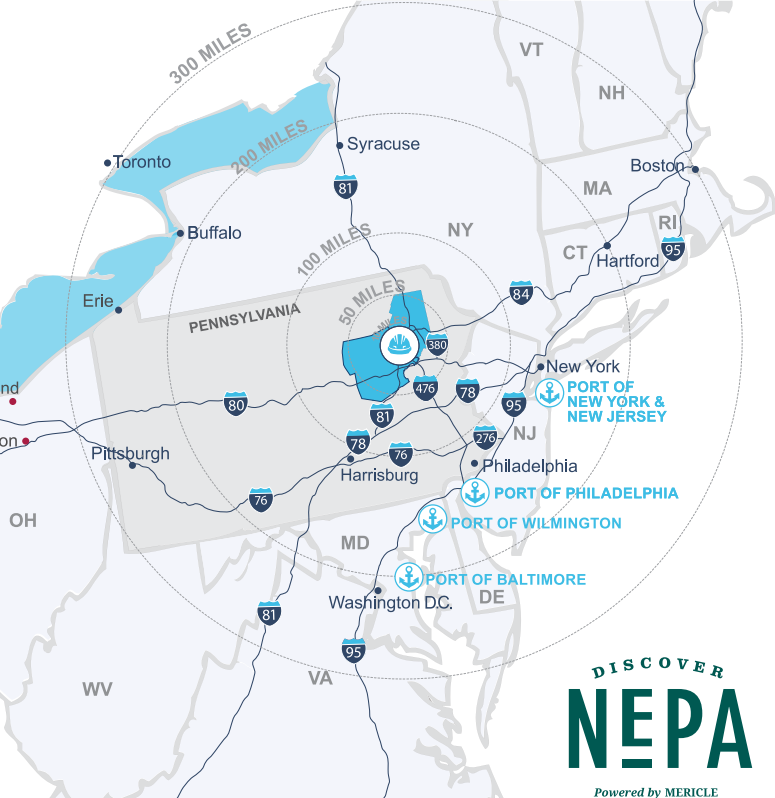 300 MILES
VT
NH
200 MILES
Syracuse
Toronto
Boston
81
MA
RI
NY
Buffalo
100 MILES
CT
Hartford
95
84
50 MILES
Erie
PENNSYLVANIA
380
New York
nd
476
78
PORT OF
NEW YORK &
NEW JERSEY
80
95
81
on
78
276
NJ
Pittsburgh
76
Harrisburg
Philadelphia
76
PORT OF PHILADELPHIA
OH
PORT OF WILMINGTON
MD
PORT OF BALTIMORE
Washington D.C.
DE
81
95
VA
WV
DISCOVER
NEPA
Powered by MERICLE